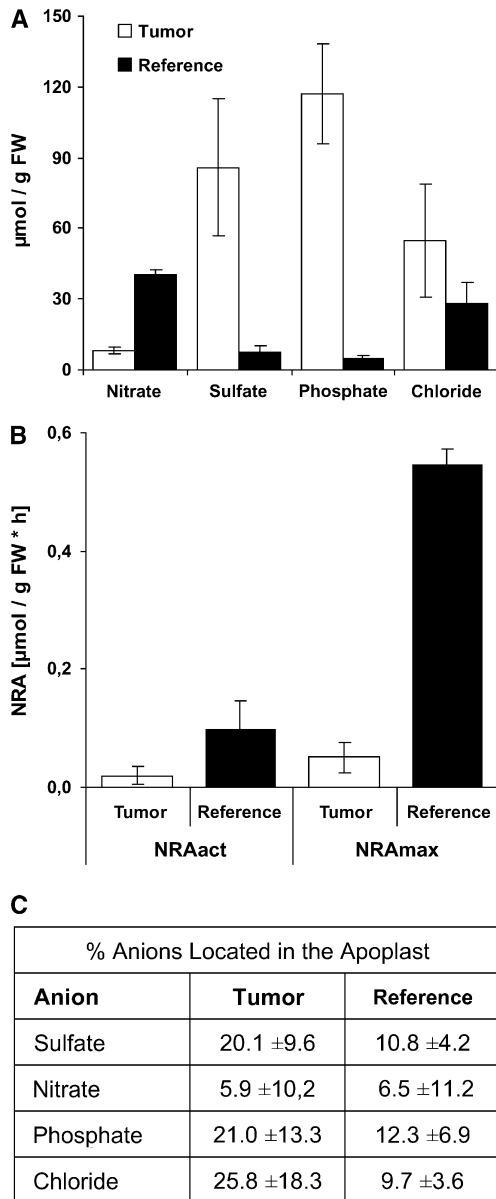 A
150
Tumor
Reference
120
90
60
30
0
µmol / g FW
Nitrate Sulfate Phosphate Chloride
B
0,6
0,4
0,2
0,0
NRA [µmol / g FW * h]
Tumor Reference Tumor Reference
NRAact NRAmax
C
% Anions Located in the Apoplast
Anion Tumor Reference
Sulfate 20.1 ±9.6 10.8 ±4.2
Nitrate 5.9 ±10,2 6.5 ±11.2
Phosphate 21.0 ±13.3 12.3 ±6.9
Chloride 25.8 ±18.3 9.7 ±3.6